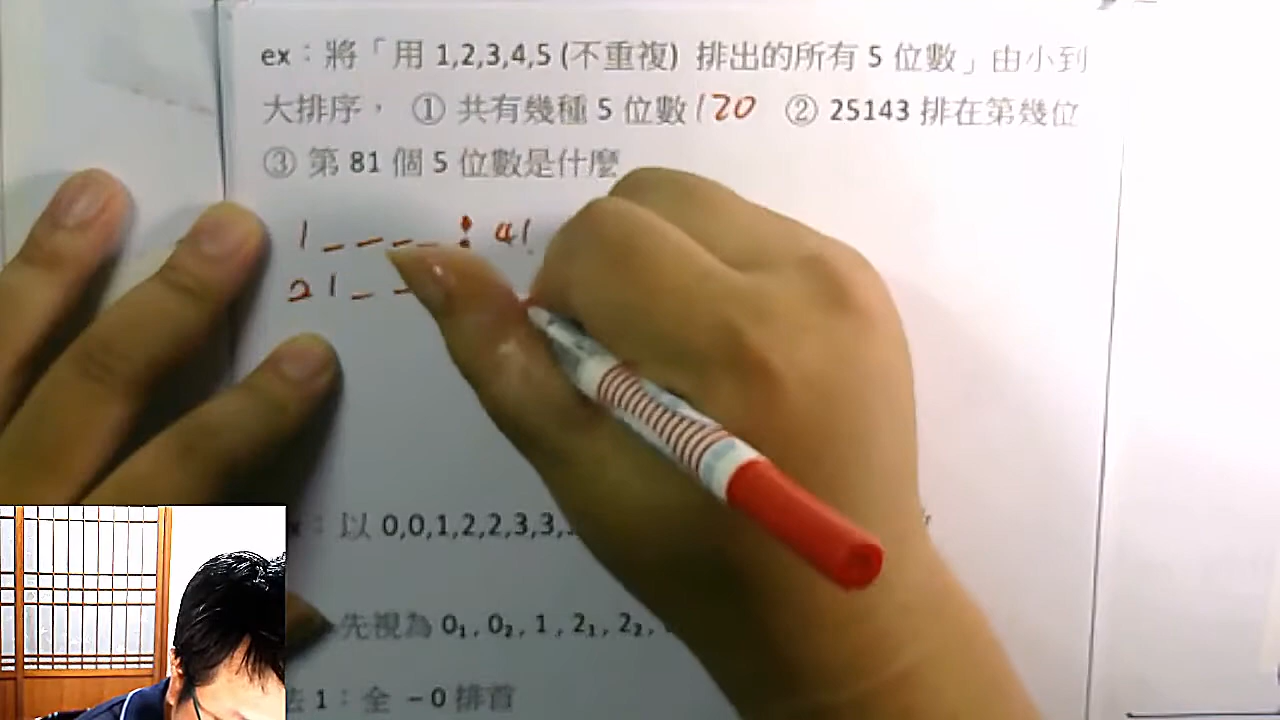 ex：將「用 1,2,3,4,5 (不重複) 排出的所有 5 位數」由小到
大排序， ① 共有幾種 5 位數 120 ② 25143 排在第幾位
③ 第 81 個 5 位數是什麼
1 _ _ _ _ : 4!
2 1 _ _
：以 0,0,1,2,2,3,3,
先視為 0₁ , 0₂ , 1 , 2₁ , 2₂ ,
法 1：全 – 0 排首